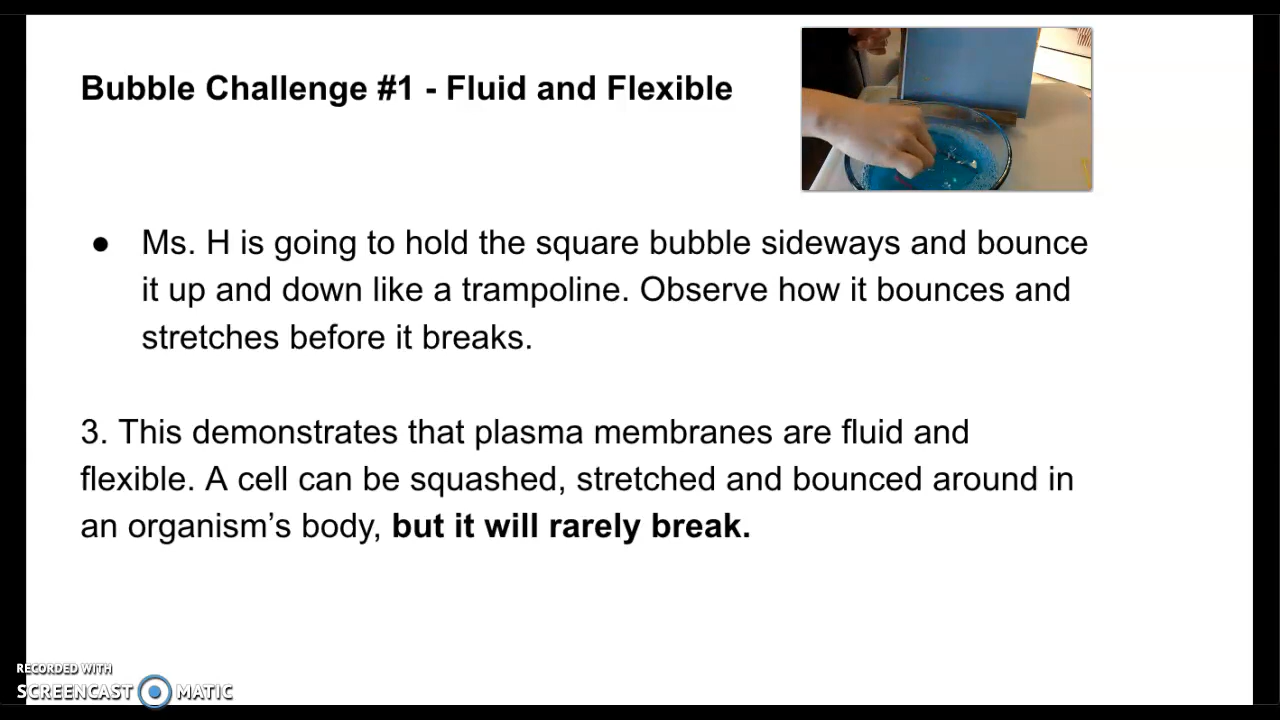 Bubble Challenge #1 - Fluid and Flexible
● Ms. H is going to hold the square bubble sideways and bounce
it up and down like a trampoline. Observe how it bounces and
stretches before it breaks.
3. This demonstrates that plasma membranes are fluid and
flexible. A cell can be squashed, stretched and bounced around in
an organism’s body, but it will rarely break.
RECORDED WITH
SCREENCAST MATIC